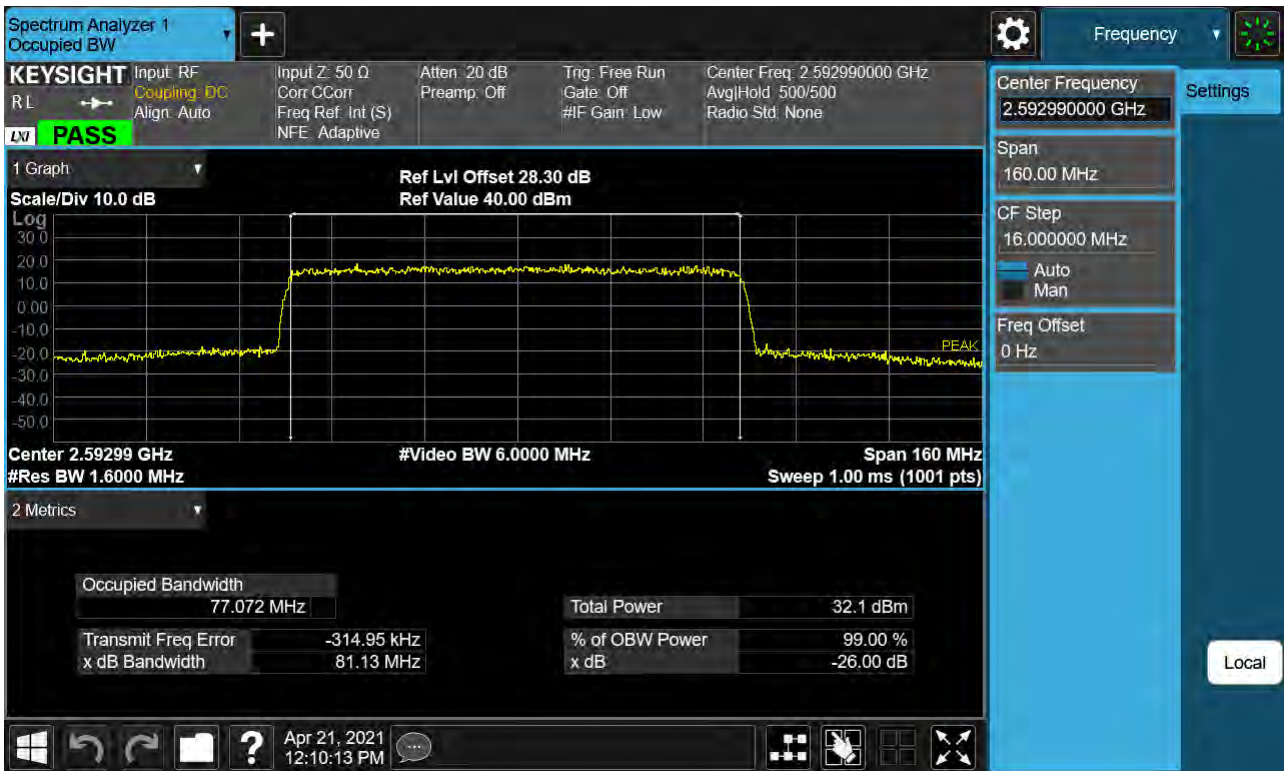 Spectrum Analyzer 1
Occupied BW
▼
+
Frequency ▼
KEYSIGHT
R L
LXI
PASS
Input: RF
Coupling: DC
Align: Auto
Input Z: 50 Ω
Corr CCorr
Freq Ref: Int (S)
NFE: Adaptive
Atten: 20 dB
Preamp: Off
Trig: Free Run
Gate: Off
#IF Gain: Low
Center Freq: 2.592990000 GHz
Avg|Hold: 500/500
Radio Std: None
Center Frequency
2.592990000 GHz
Settings
Span
160.00 MHz
CF Step
16.000000 MHz
Auto
Man
Freq Offset
0 Hz
Local
1 Graph ▼
Scale/Div 10.0 dB
Ref Lvl Offset 28.30 dB
Ref Value 40.00 dBm
Log
30.0
20.0
10.0
0.00
-10.0
-20.0
-30.0
-40.0
-50.0
PEAK
Center 2.59299 GHz
#Video BW 6.0000 MHz
Span 160 MHz
#Res BW 1.6000 MHz
Sweep 1.00 ms (1001 pts)
2 Metrics ▼
Occupied Bandwidth
77.072 MHz
Total Power 32.1 dBm
Transmit Freq Error -314.95 kHz
% of OBW Power 99.00 %
x dB Bandwidth 81.13 MHz
x dB -26.00 dB
?
Apr 21, 2021
12:10:13 PM